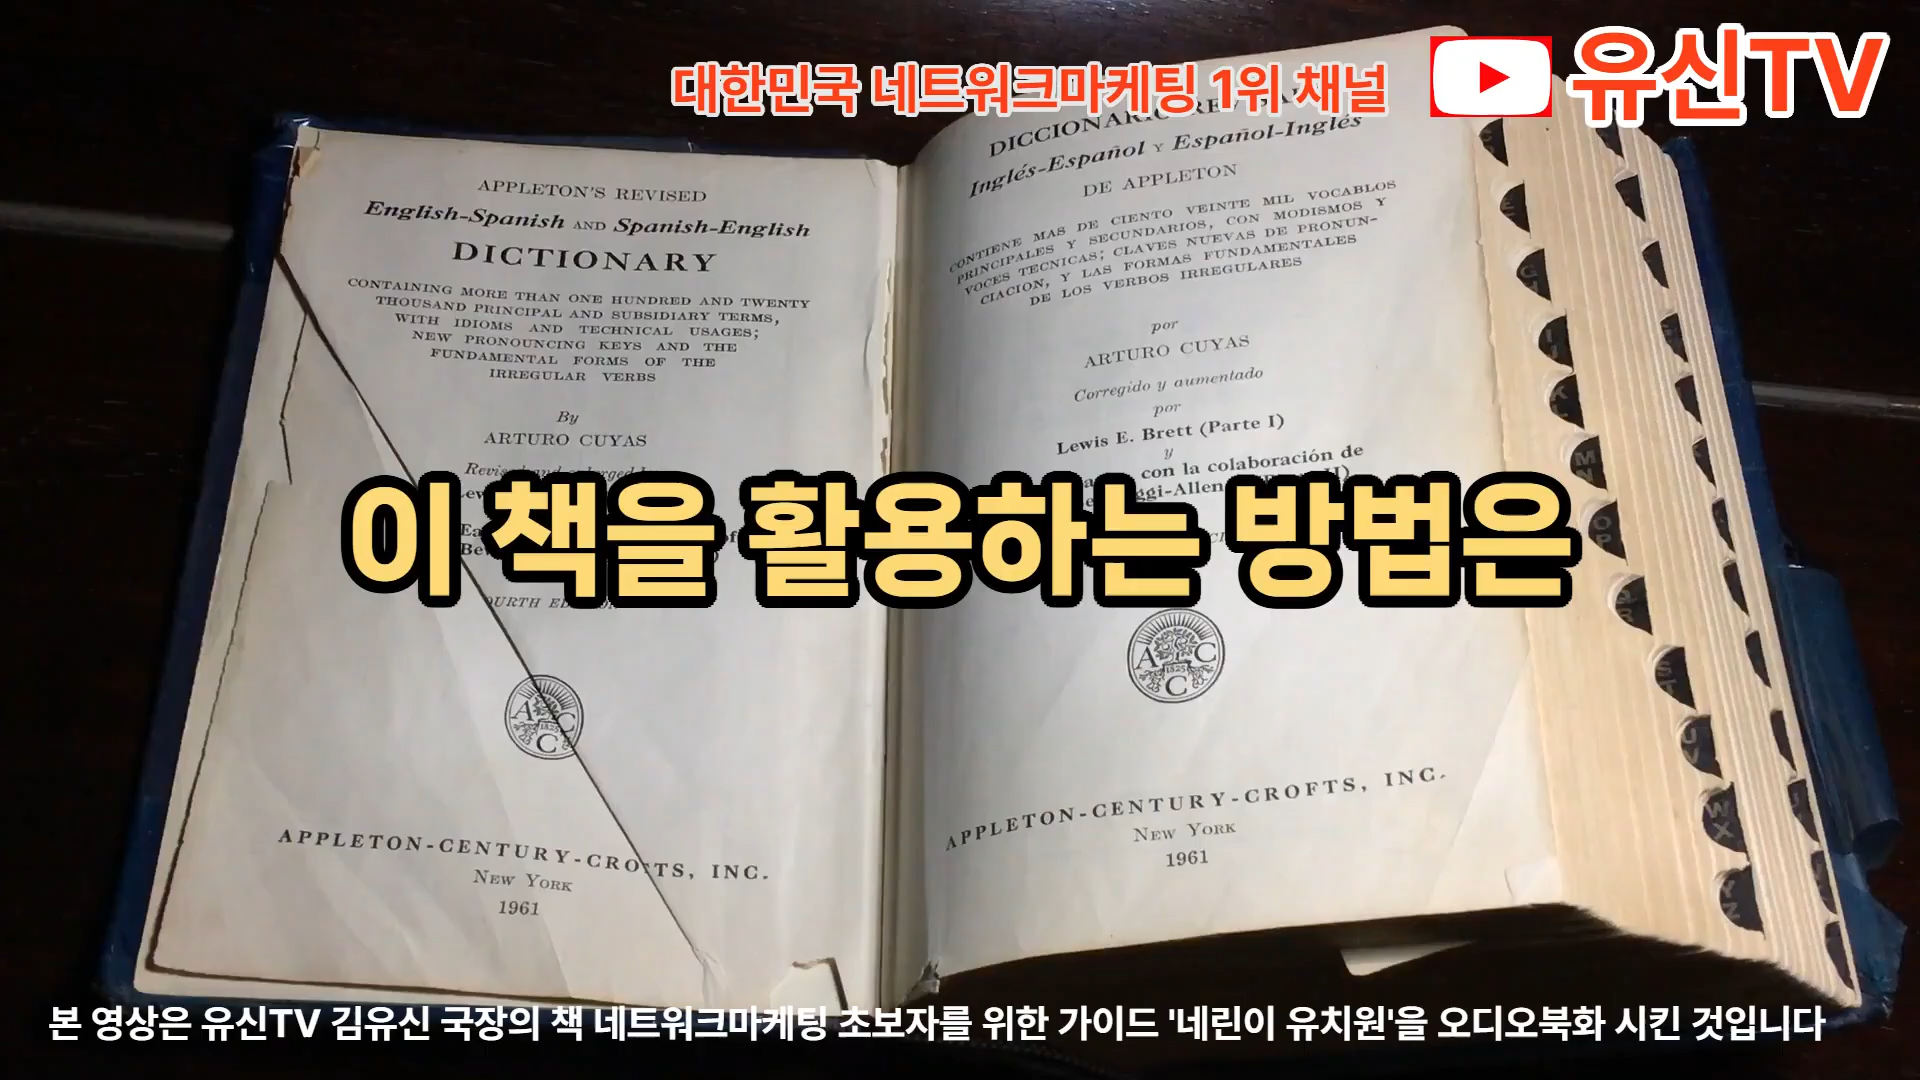 대한민국 네트워크마케팅 1위 채널
유신TV
APPLETON'S REVISED
English-Spanish AND Spanish-English
DICTIONARY
CONTAINING MORE THAN ONE HUNDRED AND TWENTY
THOUSAND PRINCIPAL AND SUBSIDIARY TERMS,
WITH IDIOMS AND TECHNICAL USAGES;
NEW PRONOUNCING KEYS AND THE
FUNDAMENTAL FORMS OF THE
IRREGULAR VERBS
By
ARTURO CUYAS
A C C
1825
APPLETON-CENTURY-CROFTS, INC.
NEW YORK
1961
DICCIONARIO
Inglés-Español Y Español-Inglés
DE APPLETON
CONTIENE MAS DE CIENTO VEINTE MIL VOCABLOS
PRINCIPALES Y SECUNDARIOS, CON MODISMOS Y
VOCES TECNICAS; CLAVES NUEVAS DE PRONUN-
CIACION, Y LAS FORMAS FUNDAMENTALES
DE LOS VERBOS IRREGULARES
por
ARTURO CUYAS
Corregido y aumentado
por
Lewis E. Brett (Parte I)
y
con la colaboración de
A C C
1825
APPLETON-CENTURY-CROFTS, INC.
NEW YORK
1961
이 책을 활용하는 방법은
본 영상은 유신TV 김유신 국장의 책 네트워크마케팅 초보자를 위한 가이드 '네린이 유치원'을 오디오북화 시킨 것입니다